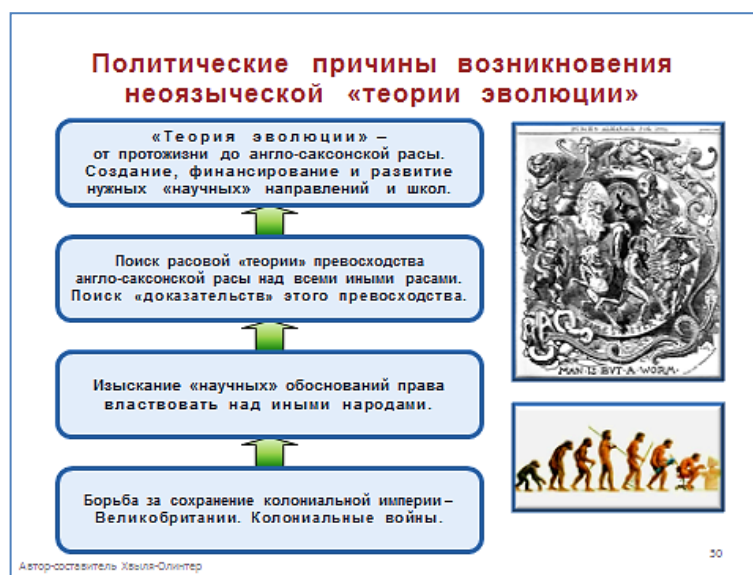 Политические причины возникновения
неоязыческой «теории эволюции»
«Теория эволюции» –
от протожизни до англо-саксонской расы.
Создание, финансирование и развитие
нужных «научных» направлений и школ.
Поиск расовой «теории» превосходства
англо-саксонской расы над всеми иными расами.
Поиск «доказательств» этого превосходства.
Изыскание «научных» обоснований права
властвовать над иными народами.
Борьба за сохранение колониальной империи –
Великобритании. Колониальные войны.
MAN·IS·BVT·A·WORM·
30
Автор-составитель Хвыля-Олинтер